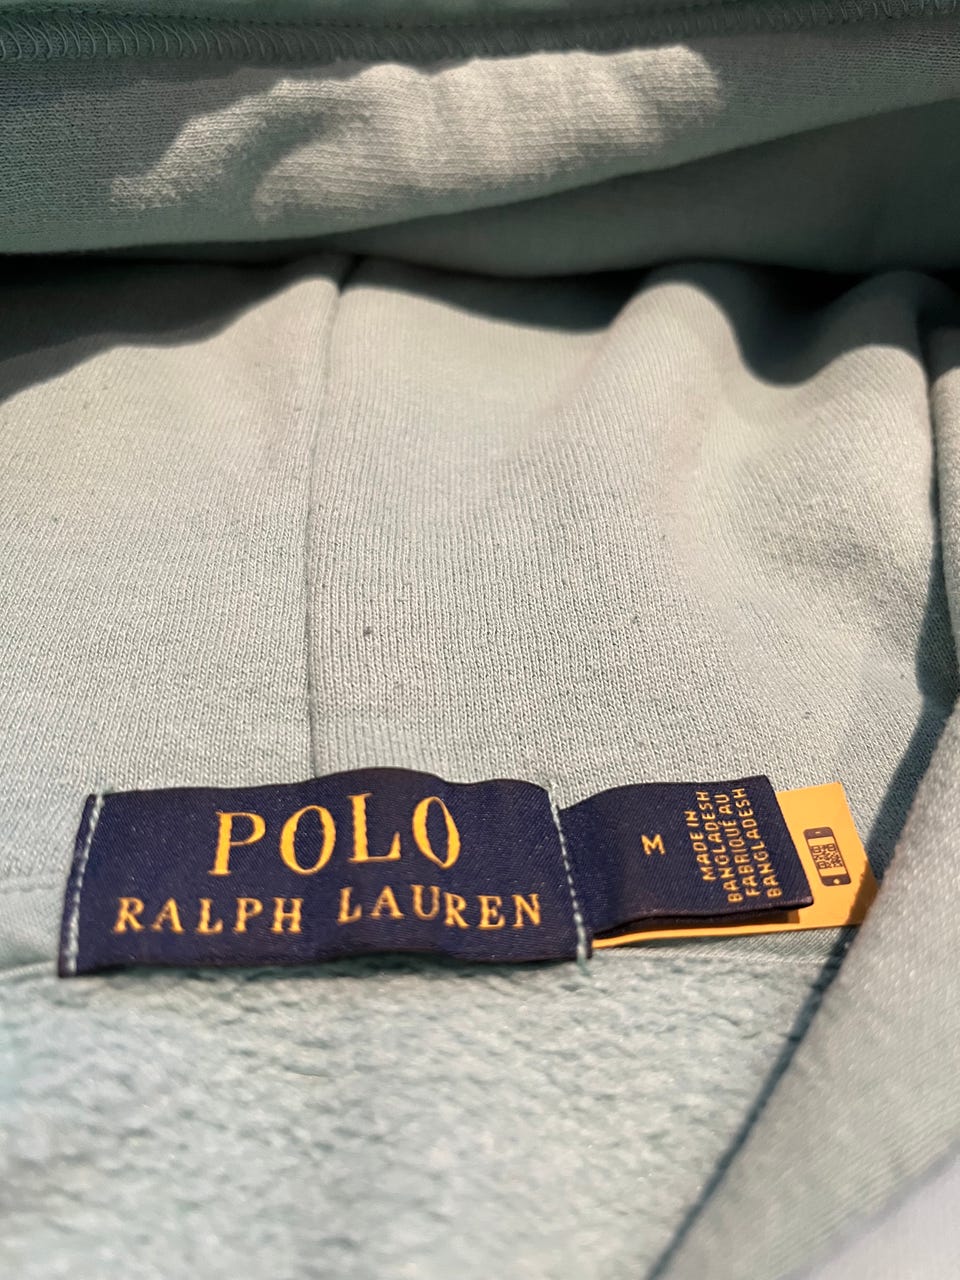 POLO
RALPH LAUREN
M
MADE IN
BANGLADESH
FABRIQUÉ AU
BANGLADESH